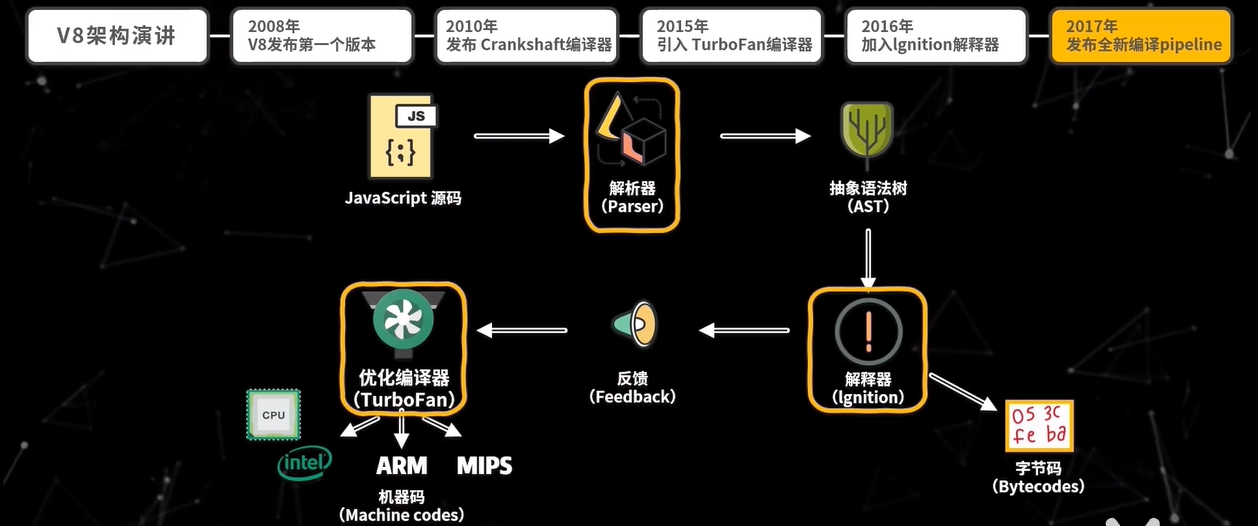 V8架构演讲
2008年
V8发布第一个版本
2010年
发布 Crankshaft编译器
2015年
引入 TurboFan编译器
2016年
加入lgnition解释器
2017年
发布全新编译pipeline
JS
{;}
JavaScript 源码
解析器
（Parser）
抽象语法树
（AST）
优化编译器
（TurboFan）
反馈
（Feedback）
解释器
（lgnition）
CPU
intel
ARM
MIPS
机器码
（Machine codes）
05 3C
fe ba
字节码
（Bytecodes）